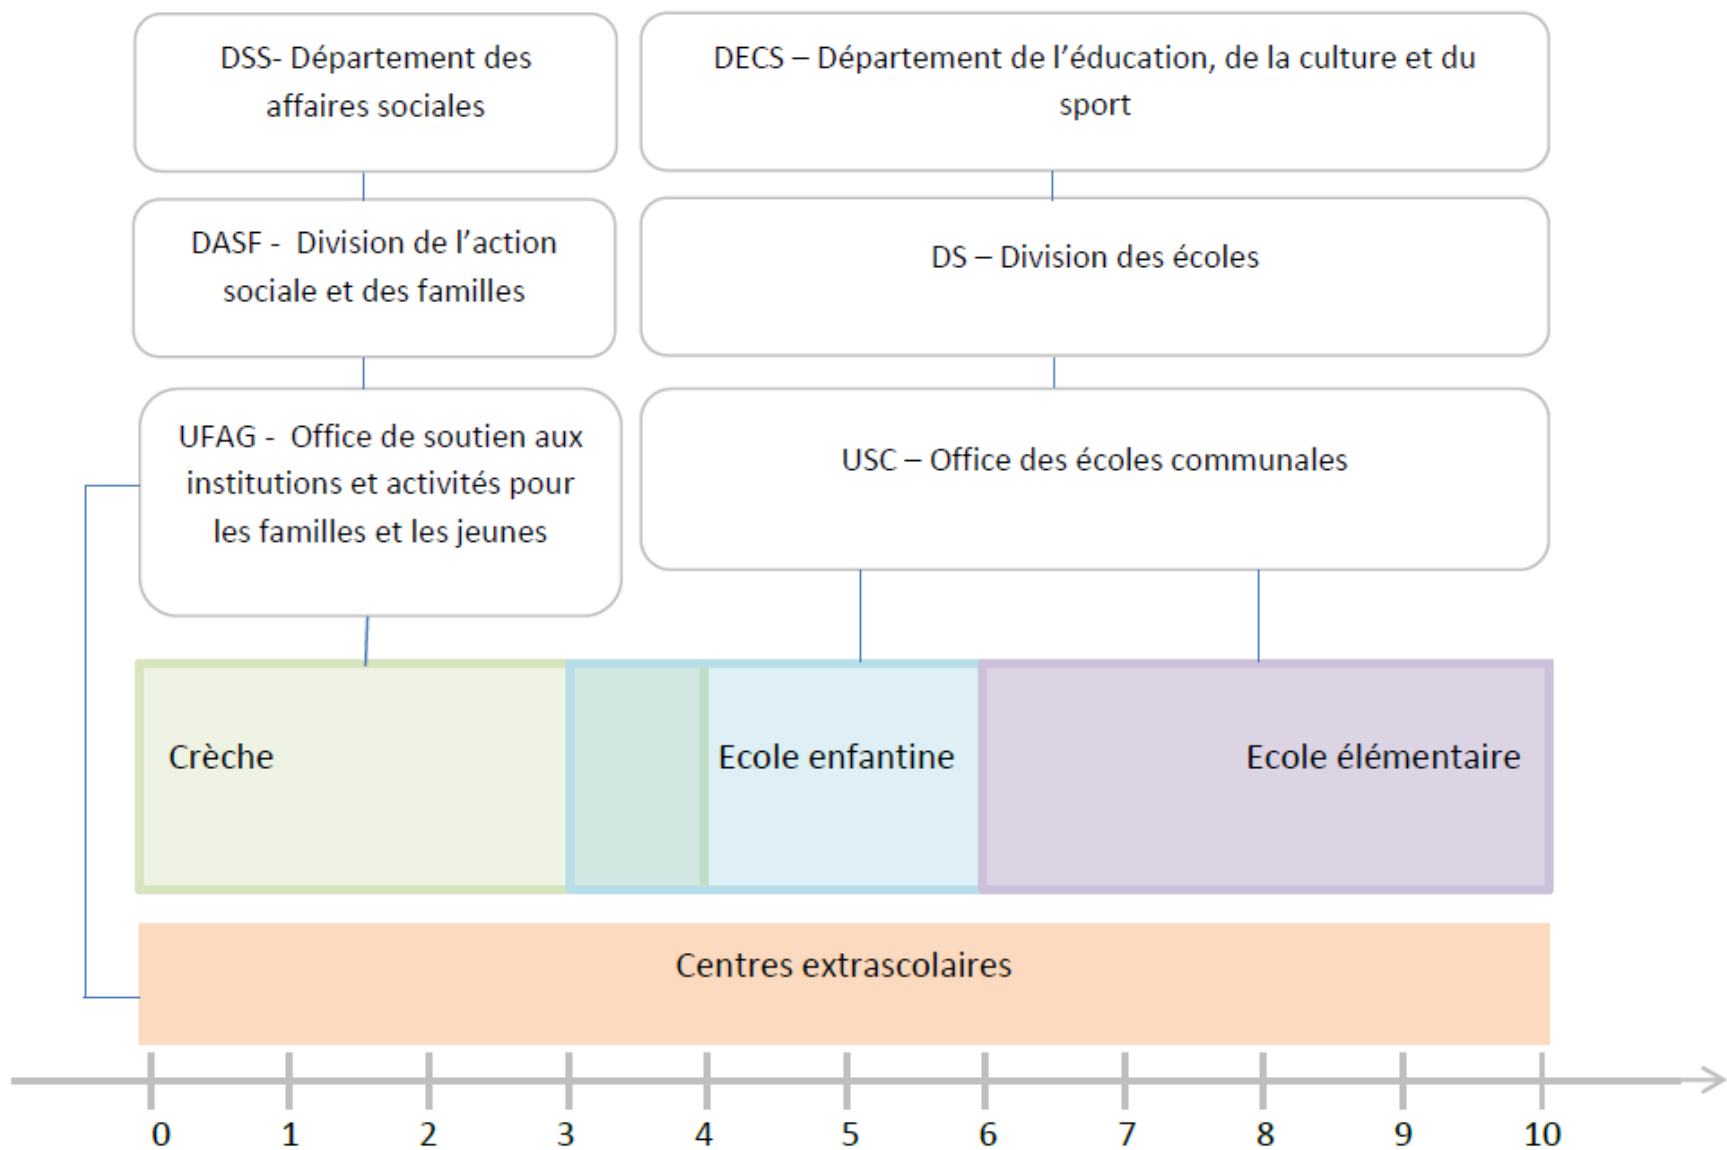 DSS- Département des
affaires sociales
DECS – Département de l’éducation, de la culture et du
sport
DASF - Division de l’action
sociale et des familles
DS – Division des écoles
UFAG - Office de soutien aux
institutions et activités pour
les familles et les jeunes
USC – Office des écoles communales
Crèche
Ecole enfantine
Ecole élémentaire
Centres extrascolaires
0 1 2 3 4 5 6 7 8 9 10